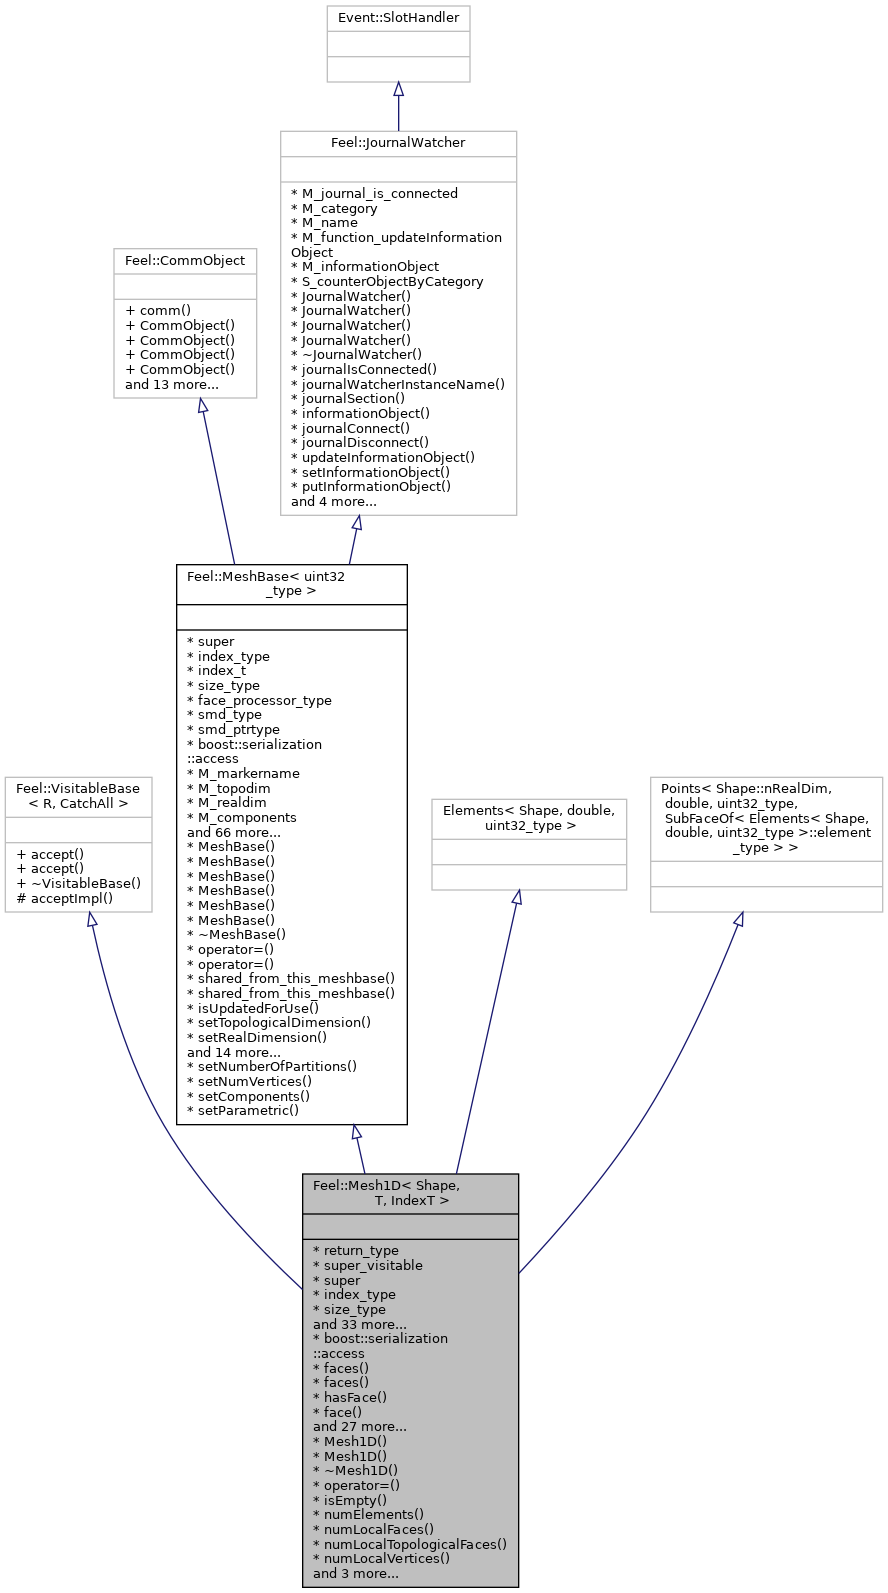 Event::SlotHandler
Feel::JournalWatcher
* M_journal_is_connected
* M_category
* M_name
* M_function_updateInformation
Object
* M_informationObject
* S_counterObjectByCategory
* JournalWatcher()
* JournalWatcher()
* JournalWatcher()
* JournalWatcher()
* ~JournalWatcher()
* journalIsConnected()
* journalWatcherInstanceName()
* journalSection()
* informationObject()
* journalConnect()
* journalDisconnect()
* updateInformationObject()
* setInformationObject()
* putInformationObject()
and 4 more...
Feel::CommObject
+ comm()
+ CommObject()
+ CommObject()
+ CommObject()
+ CommObject()
and 13 more...
Feel::MeshBase< uint32
_type >
* super
* index_type
* index_t
* size_type
* face_processor_type
* smd_type
* smd_ptrtype
* boost::serialization
::access
* M_markername
* M_topodim
* M_realdim
* M_components
and 66 more...
* MeshBase()
* MeshBase()
* MeshBase()
* MeshBase()
* MeshBase()
* MeshBase()
* ~MeshBase()
* operator=()
* operator=()
* shared_from_this_meshbase()
* shared_from_this_meshbase()
* isUpdatedForUse()
* setTopologicalDimension()
* setRealDimension()
and 14 more...
* setNumberOfPartitions()
* setNumVertices()
* setComponents()
* setParametric()
Feel::VisitableBase
< R, CatchAll >
+ accept()
+ accept()
+ ~VisitableBase()
# acceptImpl()
Elements< Shape, double,
uint32_type >
Points< Shape::nRealDim,
double, uint32_type,
SubFaceOf< Elements< Shape,
double, uint32_type >::element
_type > >
Feel::Mesh1D< Shape,
T, IndexT >
* return_type
* super_visitable
* super
* index_type
* size_type
and 33 more...
* boost::serialization
::access
* faces()
* faces()
* hasFace()
* face()
and 27 more...
* Mesh1D()
* Mesh1D()
* ~Mesh1D()
* operator=()
* isEmpty()
* numElements()
* numLocalFaces()
* numLocalTopologicalFaces()
* numLocalVertices()
and 3 more...